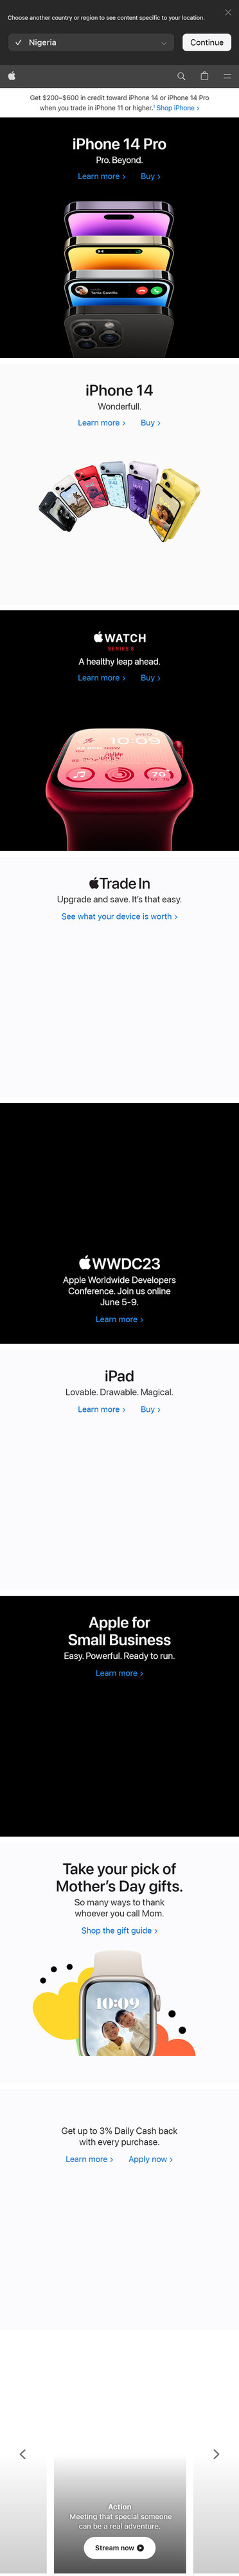 Choose another country or region to see content specific to your location.
Nigeria
Continue
Get $200–$600 in credit toward iPhone 14 or iPhone 14 Pro
when you trade in iPhone 11 or higher.¹ Shop iPhone >
iPhone 14 Pro
Pro. Beyond.
Learn more > Buy >
iPhone 14
Wonderfull.
Learn more > Buy >
WATCH
SERIES 8
A healthy leap ahead.
Learn more > Buy >
WED
10:09
70
Trade In
Upgrade and save. It's that easy.
See what your device is worth >
WWDC23
Apple Worldwide Developers
Conference. Join us online
June 5-9.
Learn more >
iPad
Lovable. Drawable. Magical.
Learn more > Buy >
Apple for
Small Business
Easy. Powerful. Ready to run.
Learn more >
Take your pick of
Mother's Day gifts.
So many ways to thank
whoever you call Mom.
Shop the gift guide >
10:09
Get up to 3% Daily Cash back
with every purchase.
Learn more > Apply now >
Action
Meeting that special someone
can be a real adventure.
Stream now